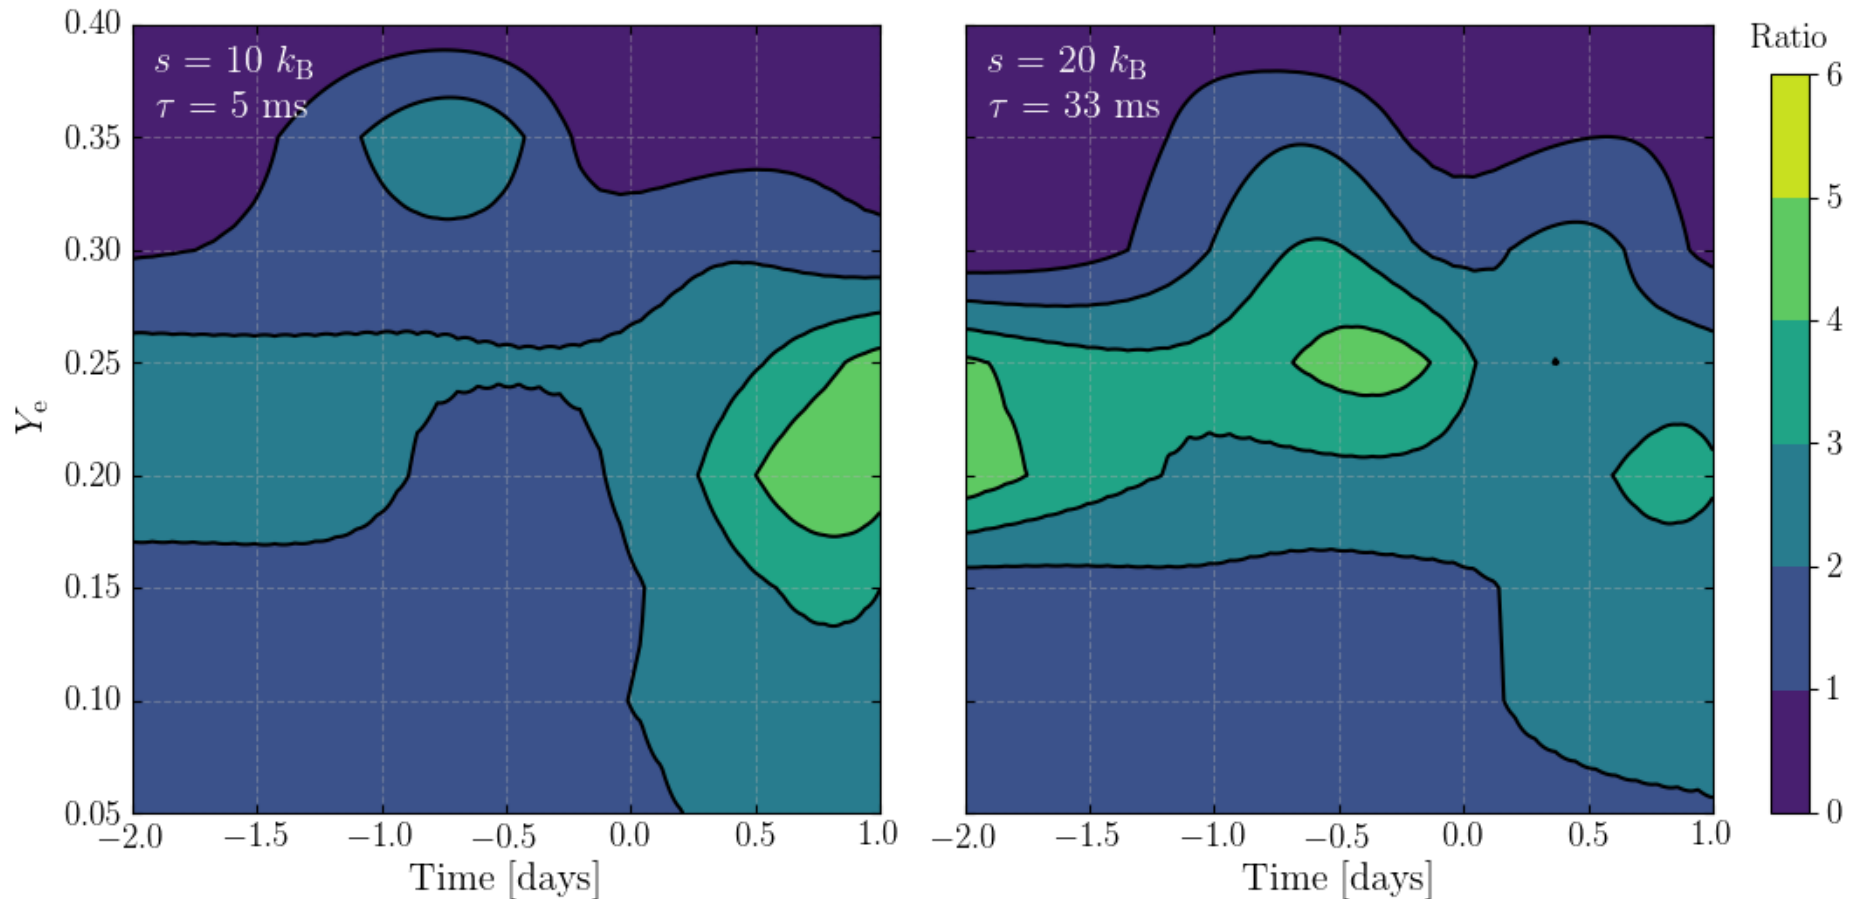 s = 10 k_B
τ = 5 ms
s = 20 k_B
τ = 33 ms
Ratio
6
5
4
3
2
1
0
0.40
0.35
0.30
0.25
0.20
0.15
0.10
0.05
Y_e
−2.0 −1.5 −1.0 −0.5 0.0 0.5 1.0
Time [days]
−2.0 −1.5 −1.0 −0.5 0.0 0.5 1.0
Time [days]